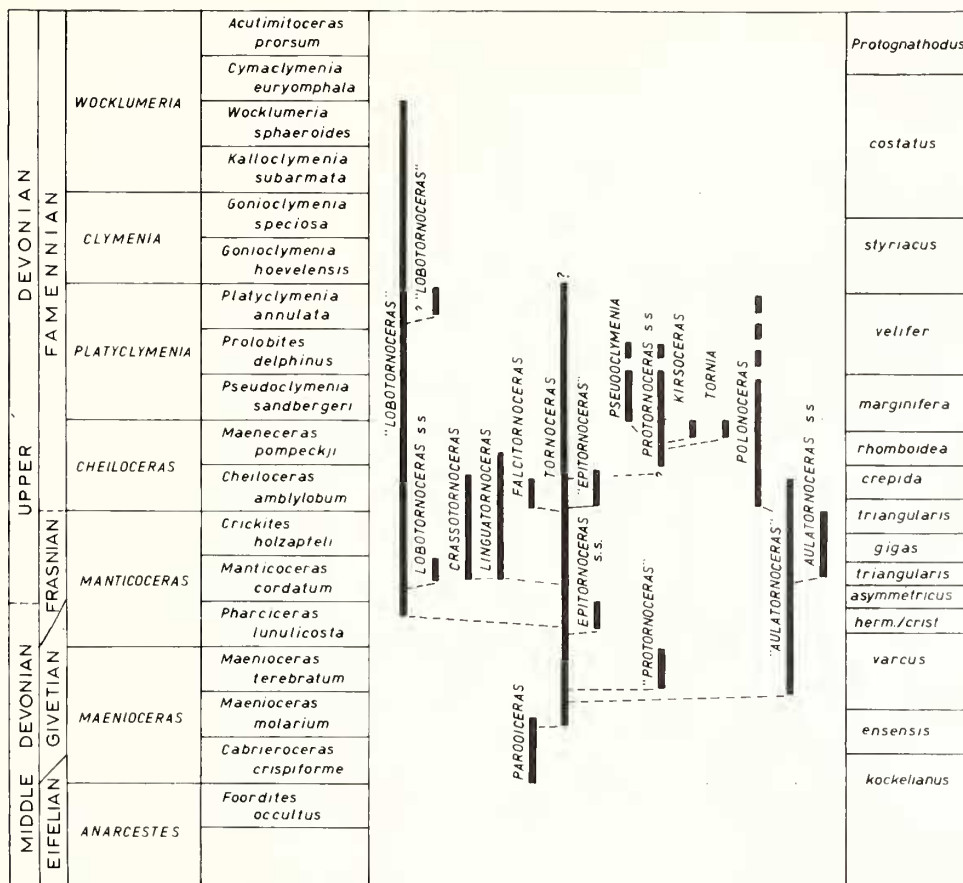 UPPER DEVONIAN
MIDDLE DEVONIAN
FAMENNIAN
FRASNIAN
GIVETIAN
EIFELIAN
WOCKLUMERIA
CLYMENIA
PLATYCLYMENIA
CHEILOCERAS
MANTICOCERAS
MAENIOCERAS
ANARCESTES
Acutimitoceras
prorsum
Cymaclymenia
euryomphala
Wocklumeria
sphaeroides
Kalloclymenia
subarmata
Gonioclymenia
speciosa
Gonioclymenia
hoevelensis
Platyclymenia
annulata
Prolobites
delphinus
Pseudoclymenia
sandbergeri
Maeneceras
pompeckji
Cheiloceras
amblylobum
Crickites
holzapfeli
Manticoceras
cordatum
Pharciceras
lunulicosta
Maenioceras
terebratum
Maenioceras
molarium
Cabrieroceras
crispiforme
Foordites
occultus
"LOBOTORNOCERAS"
? "LOBOTORNOCERAS"
LOBOTORNOCERAS s s
CRASSOTORNOCERAS
LINGUATORNOCERAS
FALCITORNOCERAS
PARODICERAS
TORNOCERAS
?
"EPITORNOCERAS"
EPITORNOCERAS
s.s.
PSEUDOCLYMENIA
PROTORNOCERAS s s
?
"PROTORNOCERAS"
KIRSOCERAS
TORNIA
POLONOCERAS
"AULATORNOCERAS"
AULATORNOCERAS s s
Protognathodus
costatus
styriacus
velifer
marginifera
rhomboidea
crepida
triangularis
gigas
triangularis
asymmetricus
herm./crist
varcus
ensensis
kockelianus